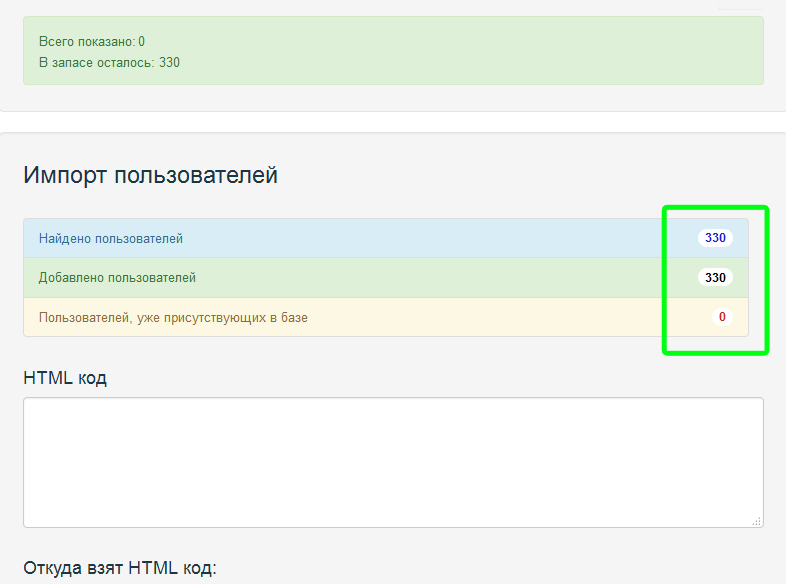 Всего показано: 0
В запасе осталось: 330
Импорт пользователей
Найдено пользователей 330
Добавлено пользователей 330
Пользователей, уже присутствующих в базе 0
HTML код
Откуда взят HTML код: